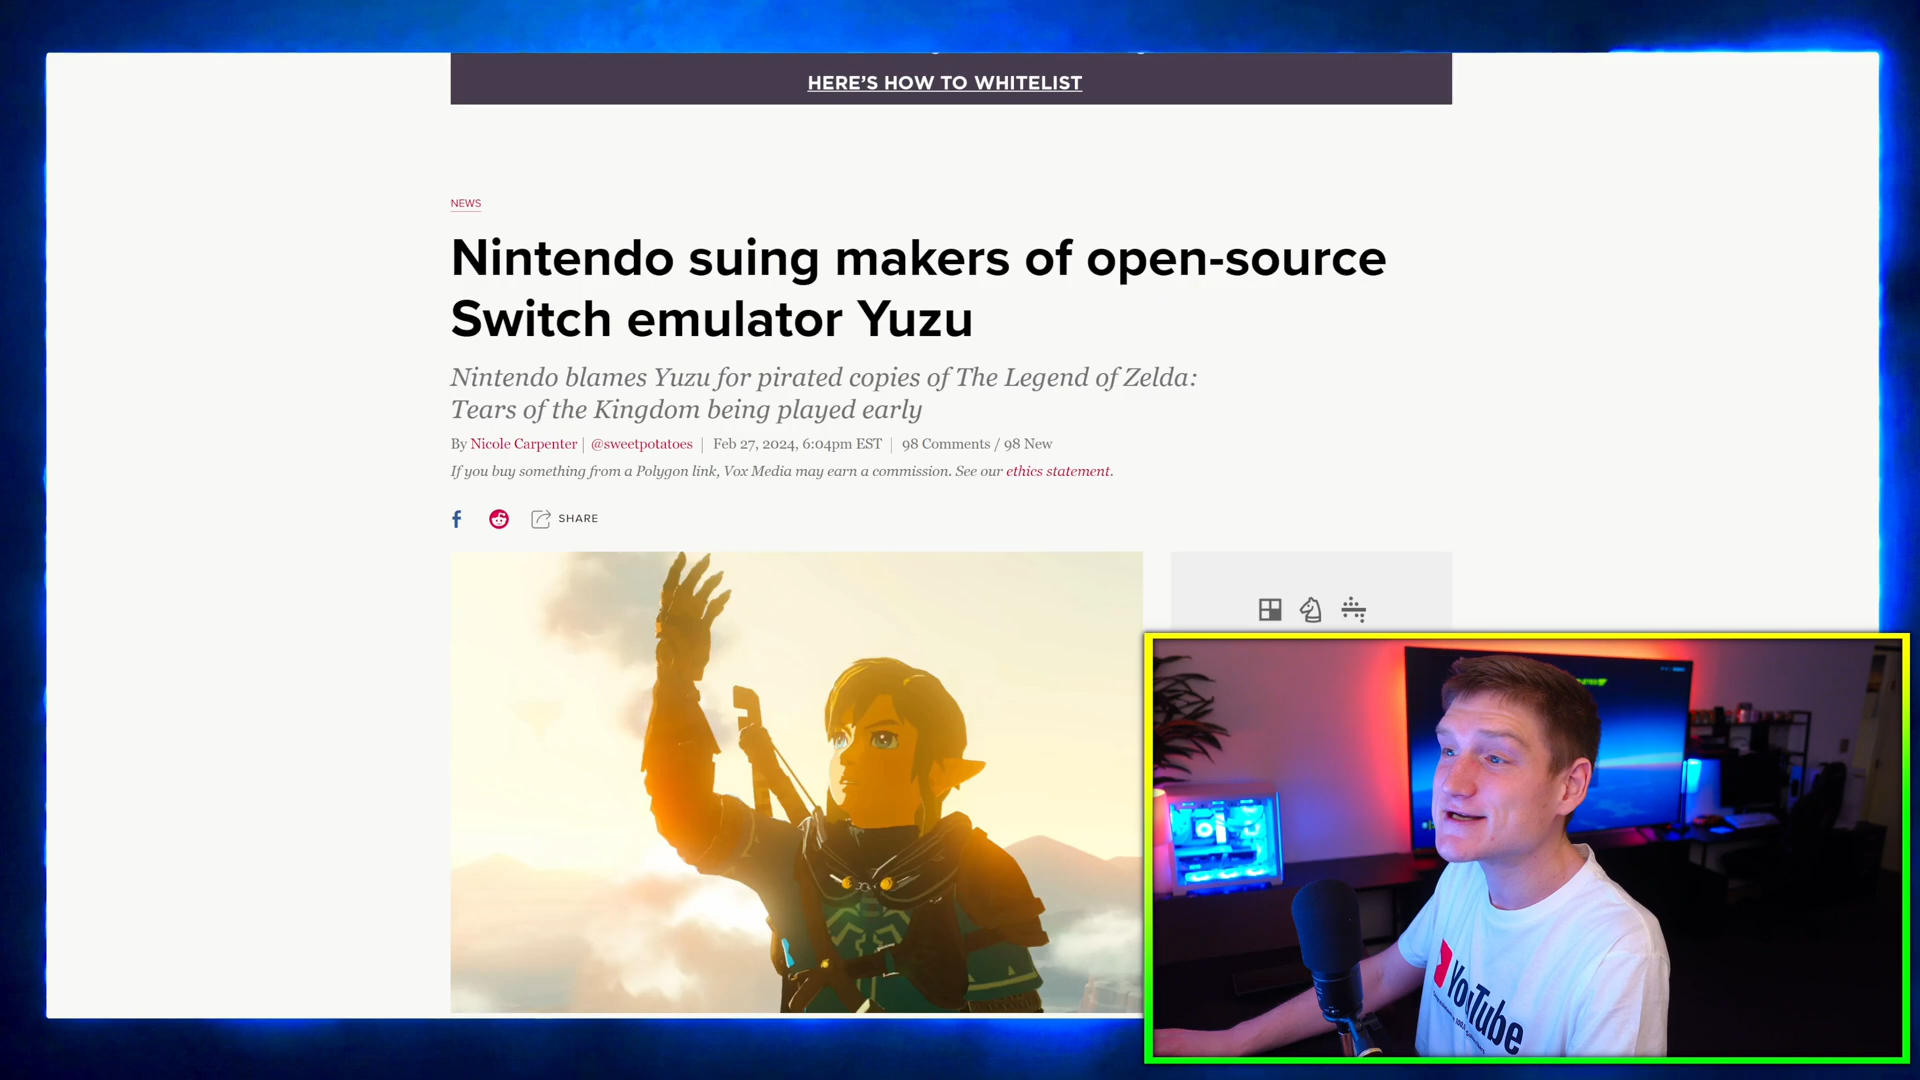 HERE’S HOW TO WHITELIST
NEWS
Nintendo suing makers of open-source
Switch emulator Yuzu
Nintendo blames Yuzu for pirated copies of The Legend of Zelda:
Tears of the Kingdom being played early
By Nicole Carpenter | @sweetpotatoes | Feb 27, 2024, 6:04pm EST | 98 Comments / 98 New
If you buy something from a Polygon link, Vox Media may earn a commission. See our ethics statement.
SHARE
YouTube